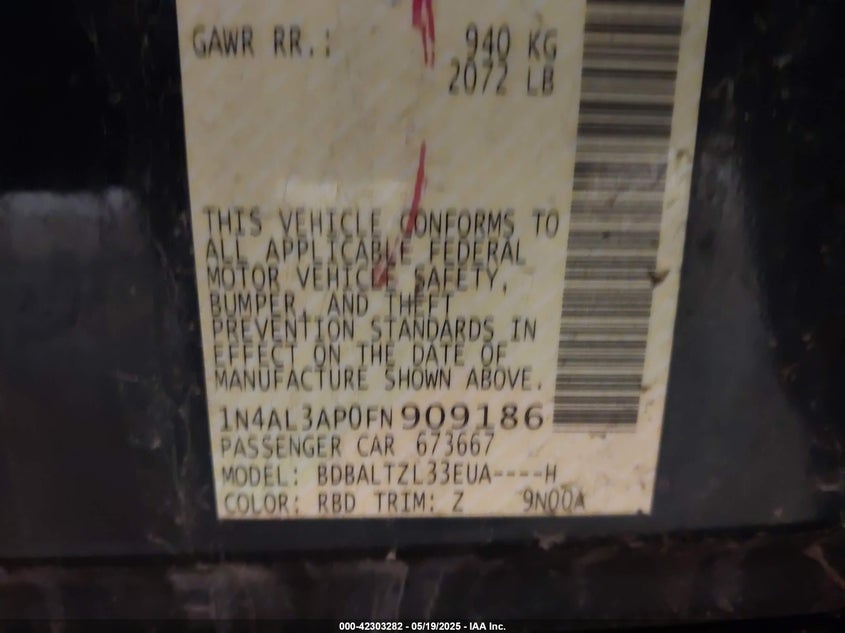 GAWR RR.: 940 KG
2072 LB
THIS VEHICLE CONFORMS TO
ALL APPLICABLE FEDERAL
MOTOR VEHICLE SAFETY,
BUMPER, AND THEFT
PREVENTION STANDARDS IN
EFFECT ON THE DATE OF
MANUFACTURE SHOWN ABOVE.
1N4AL3AP0FN909186
PASSENGER CAR 673667
MODEL: BDBALTZL33EUA----H
COLOR: RBD TRIM: Z 9N00A
000-42303282 - 05/19/2025 - IAA Inc.